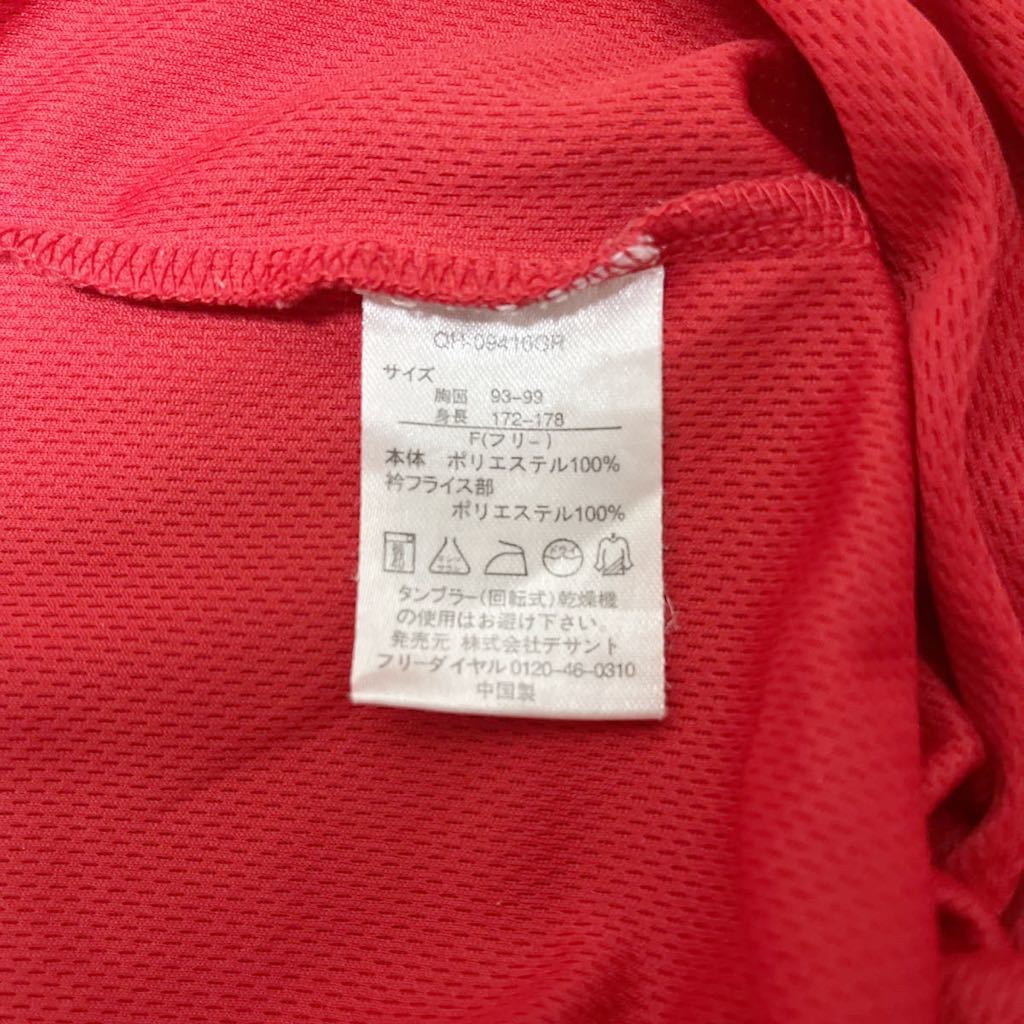 サイズ
胸囲 93-99
身長 172-178
F(フリー)
本体 ポリエステル100%
衿フライス部
ポリエステル100%
ドライ
タンブラー(回転式)乾燥機
の使用はお避け下さい。
発売元 株式会社デサント
フリーダイヤル 0120-46-0310
中国製